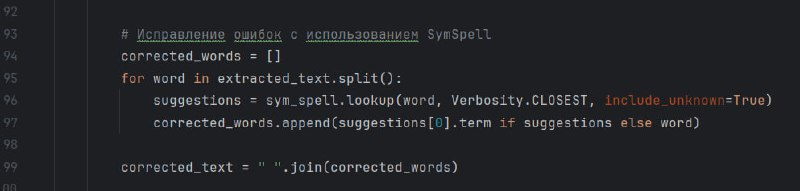 92
93 # Исправление ошибок с использованием SymSpell
94 corrected_words = []
95 for word in extracted_text.split():
96 suggestions = sym_spell.lookup(word, Verbosity.CLOSEST, include_unknown=True)
97 corrected_words.append(suggestions[0].term if suggestions else word)
98
99 corrected_text = " ".join(corrected_words)